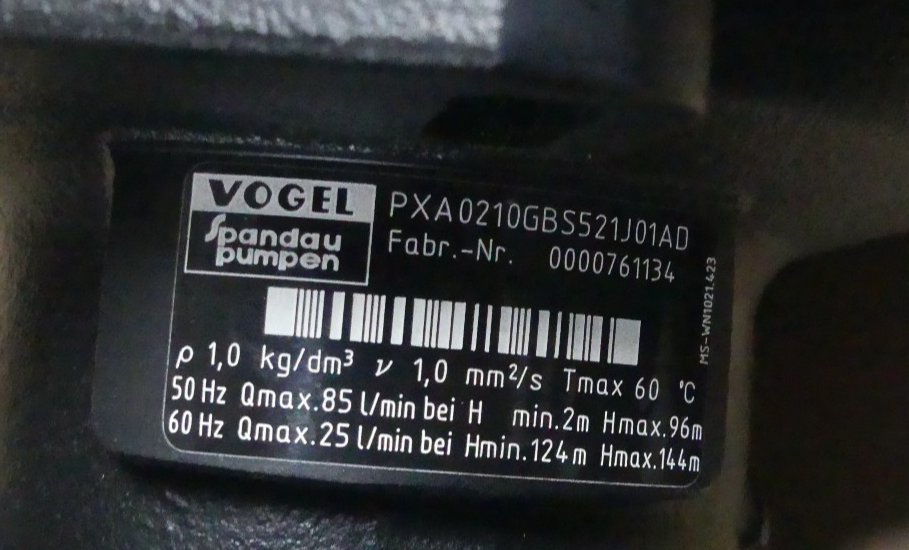 VOGEL
Spandau
pumpen
PXA0210GBS521J01AD
Fabr.-Nr. 0000761134
MS-WN1021.423
ρ 1,0 kg/dm³ ν 1,0 mm²/s Tmax 60 °C
50 Hz Qmax.85 l/min bei H min.2m Hmax.96m
60 Hz Qmax.25 l/min bei Hmin.124m Hmax.144m